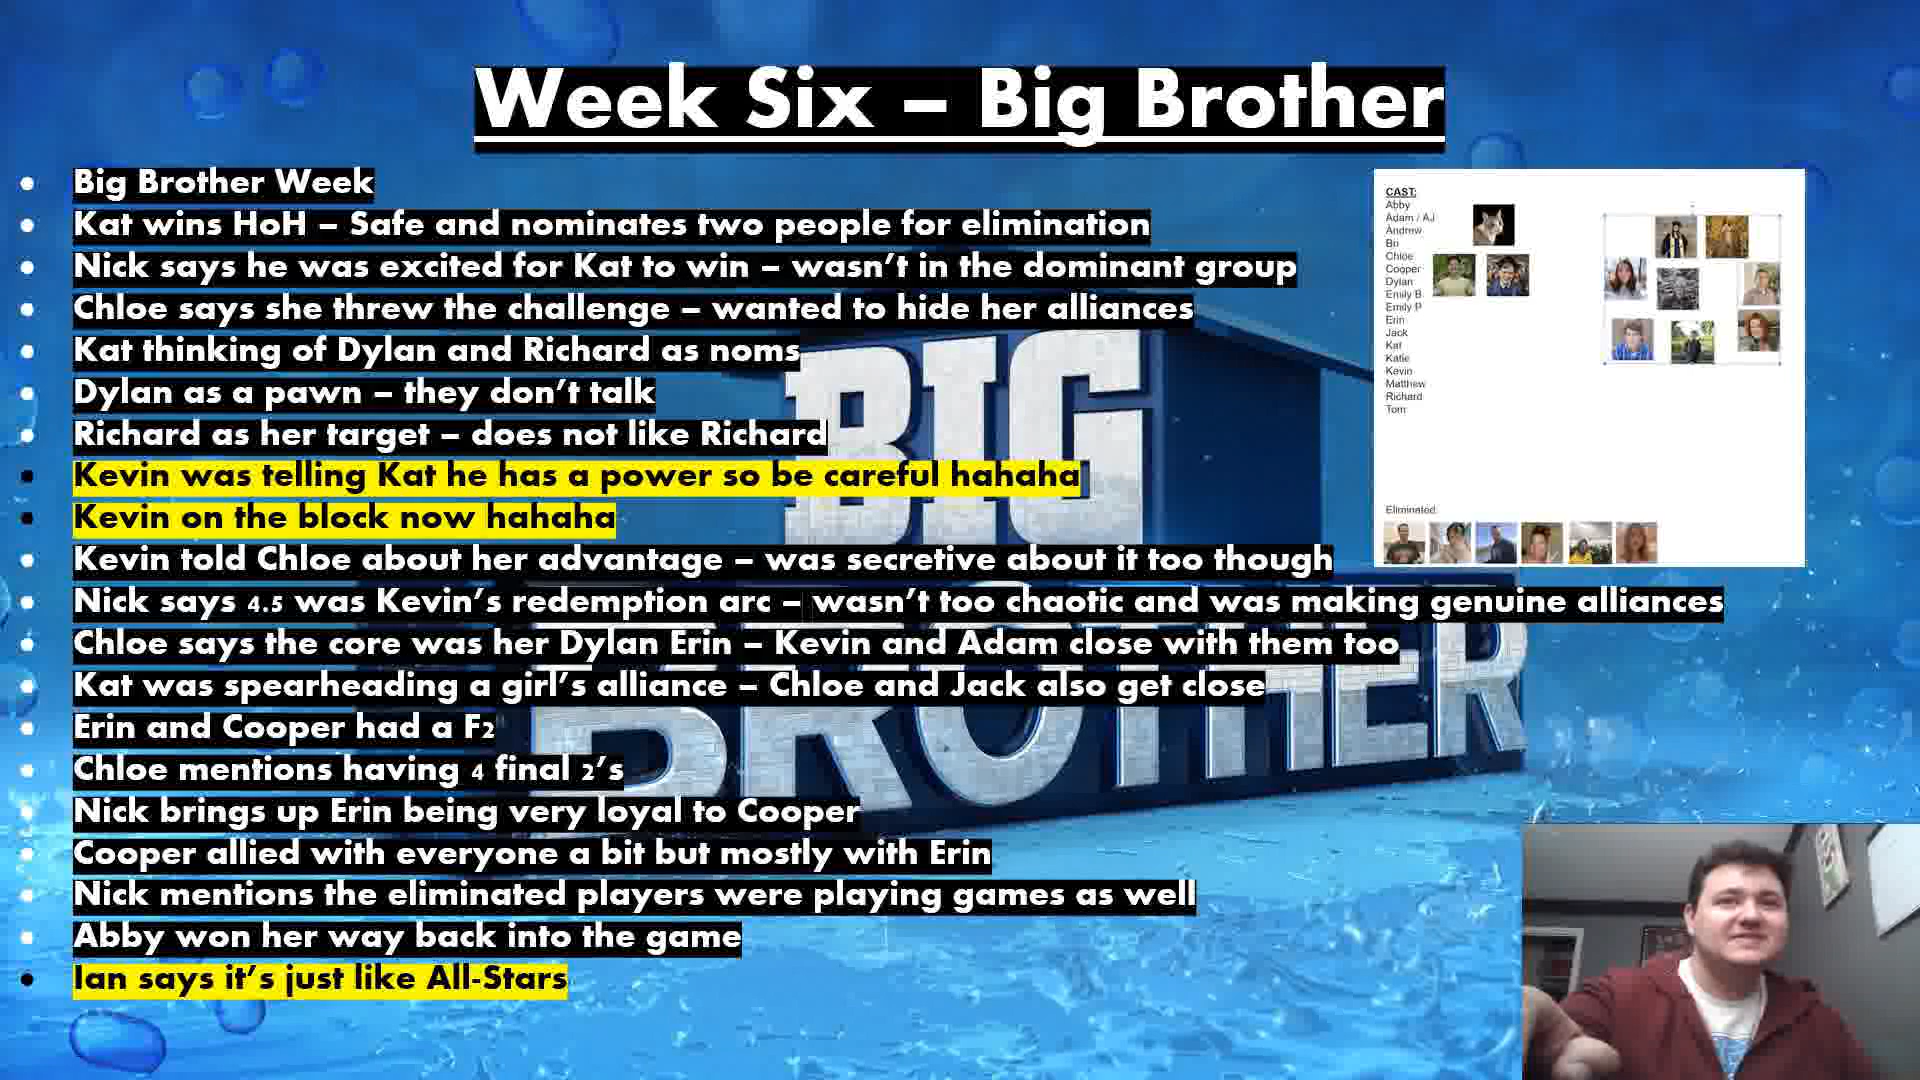 Week Six – Big Brother
• Big Brother Week
• Kat wins HoH – Safe and nominates two people for elimination
• Nick says he was excited for Kat to win – wasn't in the dominant group
• Chloe says she threw the challenge – wanted to hide her alliances
• Kat thinking of Dylan and Richard as noms
• Dylan as a pawn – they don't talk
• Richard as her target – does not like Richard
• Kevin was telling Kat he has a power so be careful hahaha
• Kevin on the block now hahaha
• Kevin told Chloe about her advantage – was secretive about it too though
• Nick says 4.5 was Kevin's redemption arc – wasn't too chaotic and was making genuine alliances
• Chloe says the core was her Dylan Erin – Kevin and Adam close with them too
• Kat was spearheading a girl's alliance – Chloe and Jack also get close
• Erin and Cooper had a F2
• Chloe mentions having 4 final 2's
• Nick brings up Erin being very loyal to Cooper
• Cooper allied with everyone a bit but mostly with Erin
• Nick mentions the eliminated players were playing games as well
• Abby won her way back into the game
• Ian says it's just like All-Stars
CAST:
Abby
Adam / AJ
Andrew
Bri
Chloe
Cooper
Dylan
Emily B
Emily P
Erin
Jack
Kat
Katie
Kevin
Matthew
Richard
Tom
Eliminated:
BIG
BROTHER